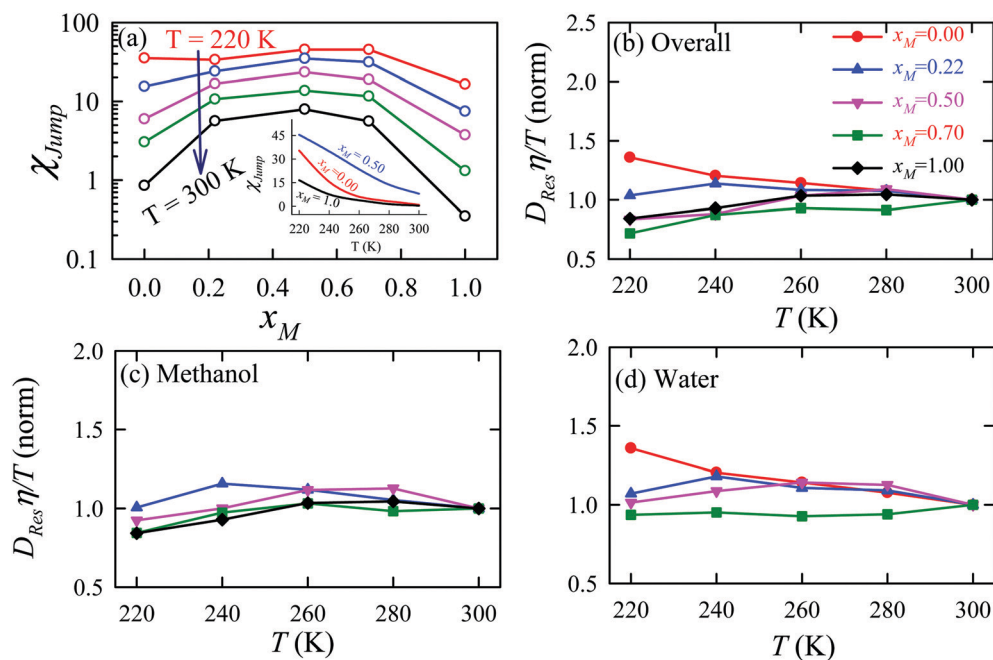 (a)
T = 220 K
T = 300 K
χJump
100
10
1
0.1
0.0 0.2 0.4 0.6 0.8 1.0
xM
χJump
45
30
15
0
xM=0.50
xM=0.00
xM=1.0
220 240 260 280 300
T (K)
(b) Overall
xM=0.00
xM=0.22
xM=0.50
xM=0.70
xM=1.00
DRes η/T (norm)
2.5
2.0
1.5
1.0
0.5
220 240 260 280 300
T (K)
(c) Methanol
DRes η/T (norm)
2.0
1.5
1.0
0.5
220 240 260 280 300
T (K)
(d) Water
DRes η/T (norm)
2.0
1.5
1.0
0.5
220 240 260 280 300
T (K)